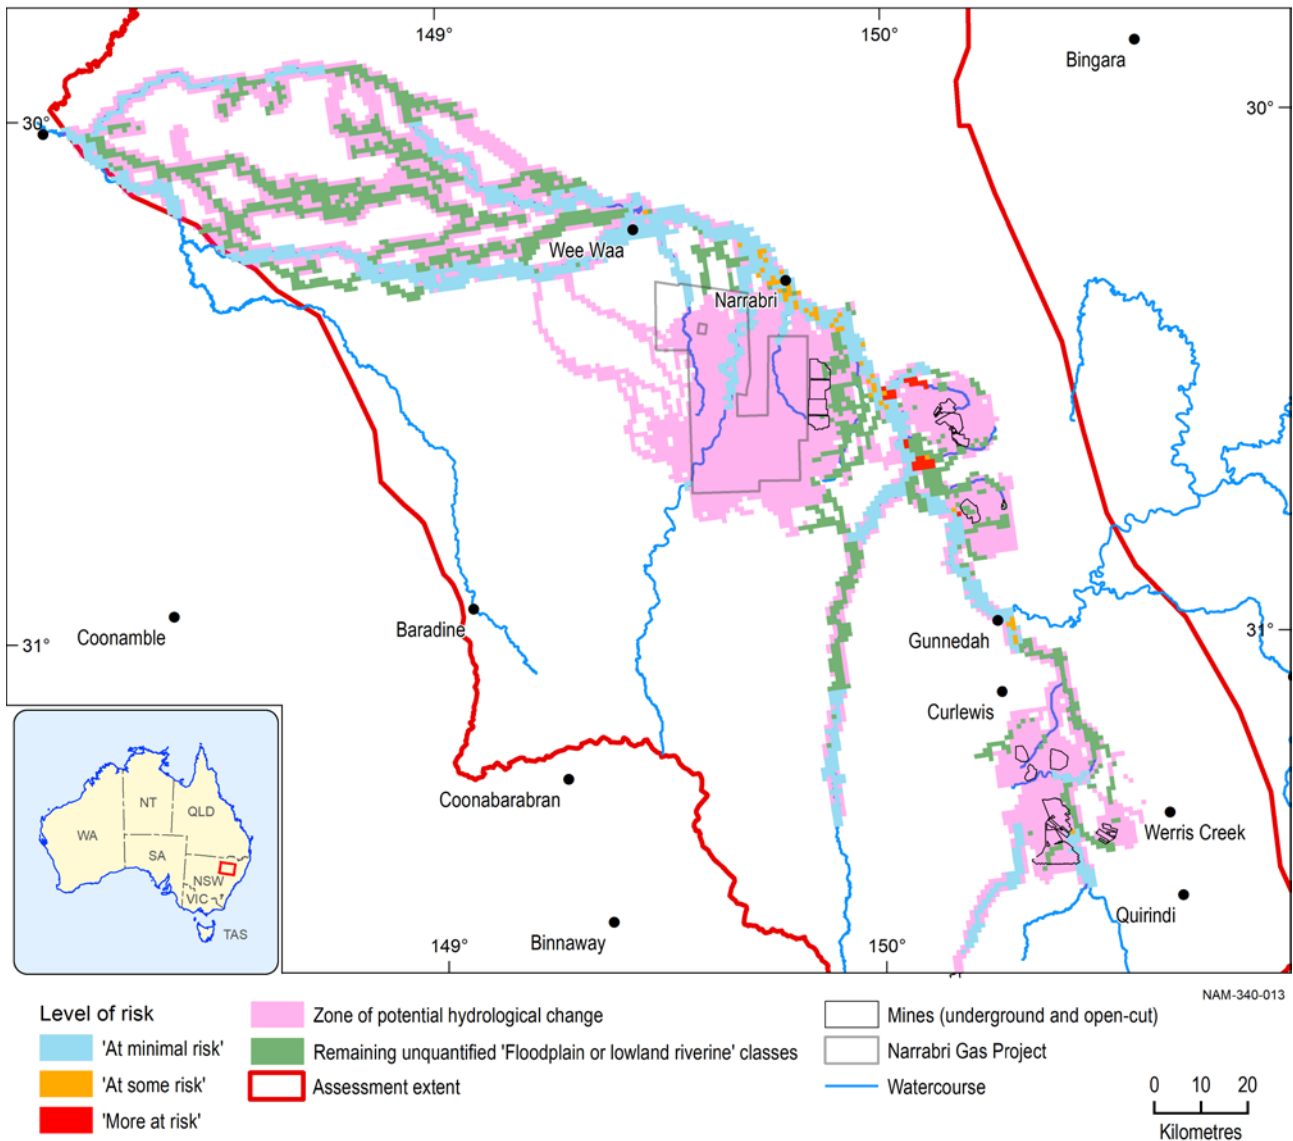 149°
150°
Bingara
30°
30°
Wee Waa
Narrabri
Coonamble
Baradine
Gunnedah
31°
31°
Curlewis
Coonabarabran
Werris Creek
Quirindi
Binnaway
149°
150°
NT
QLD
WA
SA
NSW
VIC
TAS
NAM-340-013
Level of risk
'At minimal risk'
'At some risk'
'More at risk'
Zone of potential hydrological change
Remaining unquantified 'Floodplain or lowland riverine' classes
Assessment extent
Mines (underground and open-cut)
Narrabri Gas Project
Watercourse
0 10 20
Kilometres